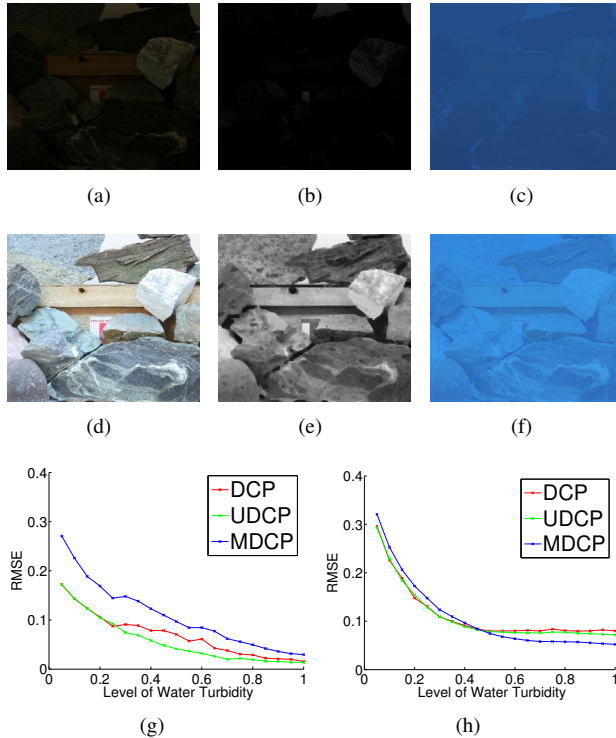 (a) (b) (c)
(d) (e) (f)
0.4
0.3
0.2
0.1
0
RMSE
DCP
UDCP
MDCP
0 0.2 0.4 0.6 0.8 1
Level of Water Turbidity
(g)
0.4
0.3
0.2
0.1
0
RMSE
DCP
UDCP
MDCP
0 0.2 0.4 0.6 0.8 1
Level of Water Turbidity
(h)